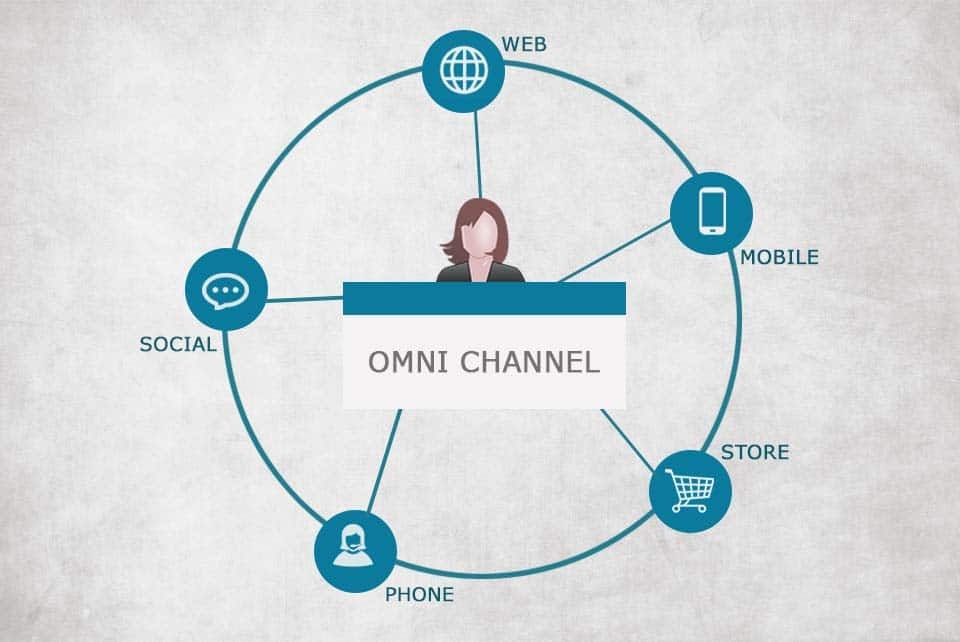 WEB
MOBILE
SOCIAL
OMNI CHANNEL
STORE
PHONE